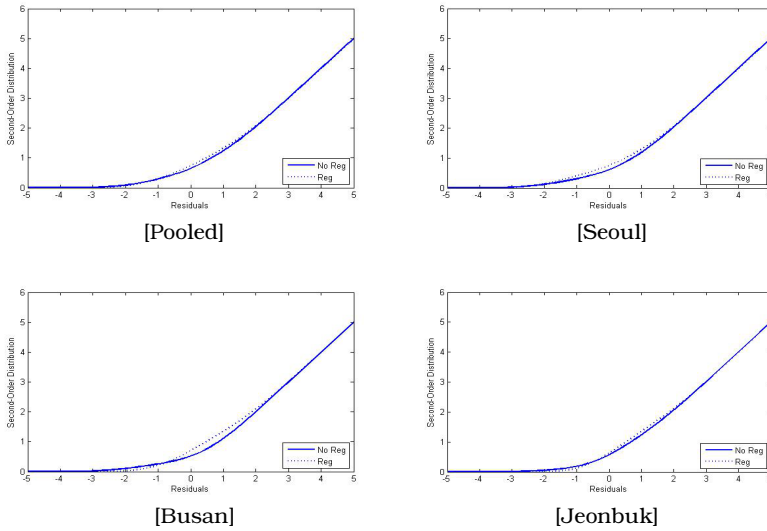 6
5
4
3
2
1
0
Second-Order Distribution
No Reg
Reg
-5 -4 -3 -2 -1 0 1 2 3 4 5
Residuals
[Pooled]
6
5
4
3
2
1
0
Second-Order Distribution
No Reg
Reg
-5 -4 -3 -2 -1 0 1 2 3 4
Residuals
[Seoul]
6
5
4
3
2
1
0
Second-Order Distribution
No Reg
Reg
-5 -4 -3 -2 -1 0 1 2 3 4 5
Residuals
[Busan]
6
5
4
3
2
1
0
Second-Order Distribution
No Reg
Reg
-5 -4 -3 -2 -1 0 1 2 3 4
Residuals
[Jeonbuk]